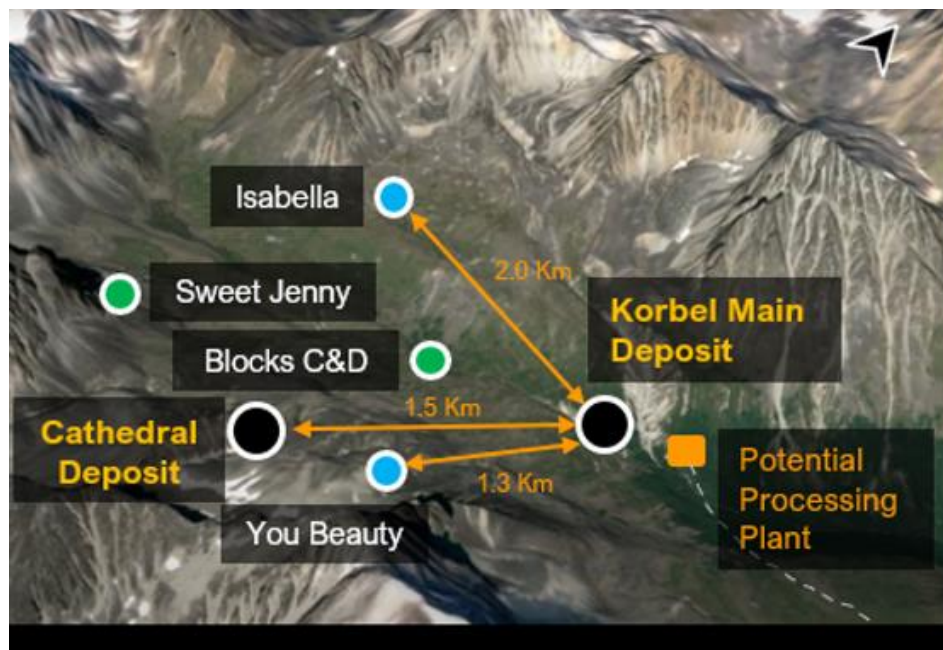 Isabella
2.0 Km
Sweet Jenny
Korbel Main
Deposit
Blocks C&D
1.5 Km
Cathedral
Deposit
1.3 Km
Potential
Processing
Plant
You Beauty